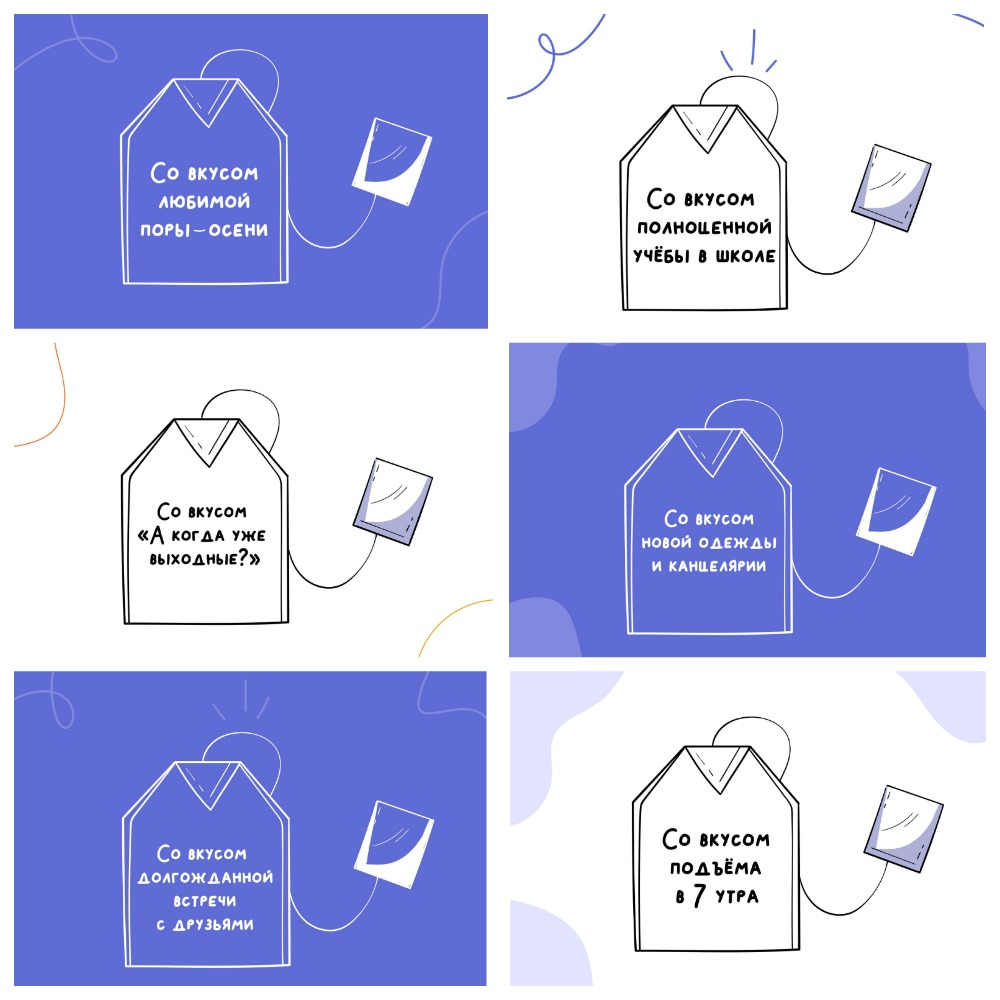 Со вкусом
любимой
поры–осени
Со вкусом
полноценной
учёбы в школе
Со вкусом
«А когда уже
выходные?»
Со вкусом
новой одежды
и канцелярии
Со вкусом
долгожданной
встречи
с друзьями
Со вкусом
подъёма
в 7 утра